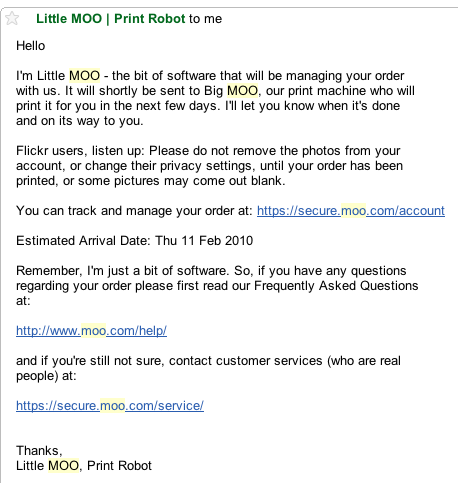 Little MOO | Print Robot to me
Hello
I'm Little MOO - the bit of software that will be managing your order
with us. It will shortly be sent to Big MOO, our print machine who will
print it for you in the next few days. I'll let you know when it's done
and on its way to you.
Flickr users, listen up: Please do not remove the photos from your
account, or change their privacy settings, until your order has been
printed, or some pictures may come out blank.
You can track and manage your order at: https://secure.moo.com/account
Estimated Arrival Date: Thu 11 Feb 2010
Remember, I'm just a bit of software. So, if you have any questions
regarding your order please first read our Frequently Asked Questions
at:
http://www.moo.com/help/
and if you're still not sure, contact customer services (who are real
people) at:
https://secure.moo.com/service/
Thanks,
Little MOO, Print Robot